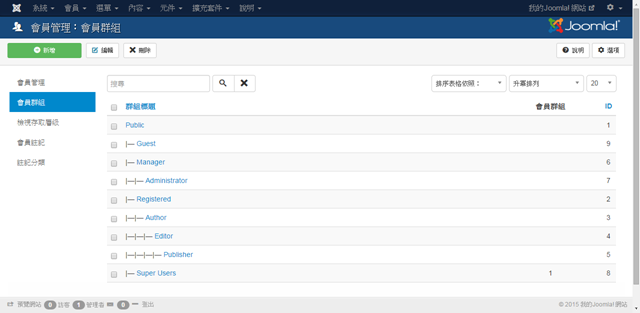 系統 會員 選單 內容 元件 擴充套件 說明 我的Joomla! 網站
會員管理：會員群組 Joomla!
新增 編輯 刪除 說明 選項
會員管理
會員群組
檢視存取層級
會員註記
註記分類
搜尋 排序表格依照： 升冪排列 20
群組標題 會員群組 ID
Public 1
|— Guest 9
|— Manager 6
|—|— Administrator 7
|— Registered 2
|—|— Author 3
|—|—|— Editor 4
|—|—|—|— Publisher 5
|— Super Users 1 8
預覽網站 0 訪客 1 管理員 0 登出 © 2015 我的Joomla! 網站